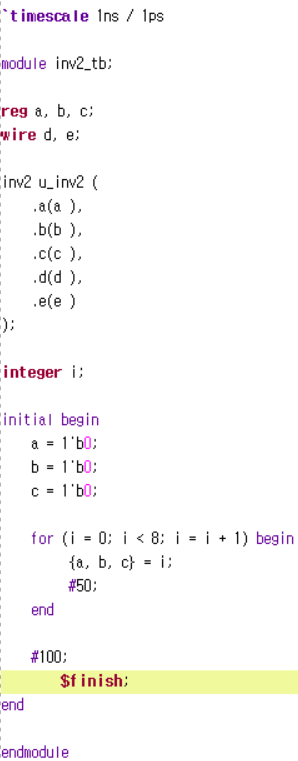 `timescale 1ns / 1ps
module inv2_tb;
reg a, b, c;
wire d, e;
inv2 u_inv2 (
.a(a ),
.b(b ),
.c(c ),
.d(d ),
.e(e )
);
integer i;
initial begin
a = 1'b0;
b = 1'b0;
c = 1'b0;
for (i = 0; i < 8; i = i + 1) begin
{a, b, c} = i;
#50;
end
#100;
$finish;
end
endmodule